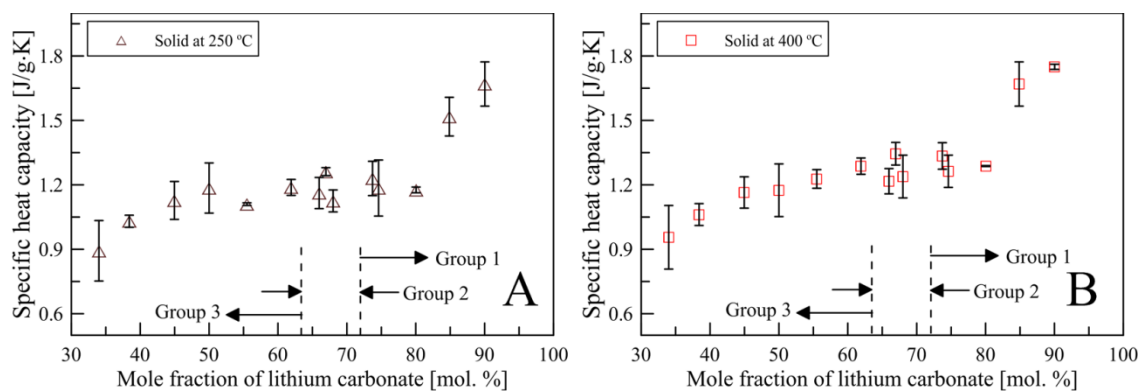 Specific heat capacity [J/g·K]
1.8
1.5
1.2
0.9
0.6
Solid at 250 ºC
Group 1
Group 2
Group 3
A
30 40 50 60 70 80 90 100
Mole fraction of lithium carbonate [mol. %]
Specific heat capacity [J/g·K]
1.8
1.5
1.2
0.9
0.6
Solid at 400 ºC
Group 1
Group 2
Group 3
B
30 40 50 60 70 80 90 100
Mole fraction of lithium carbonate [mol. %]